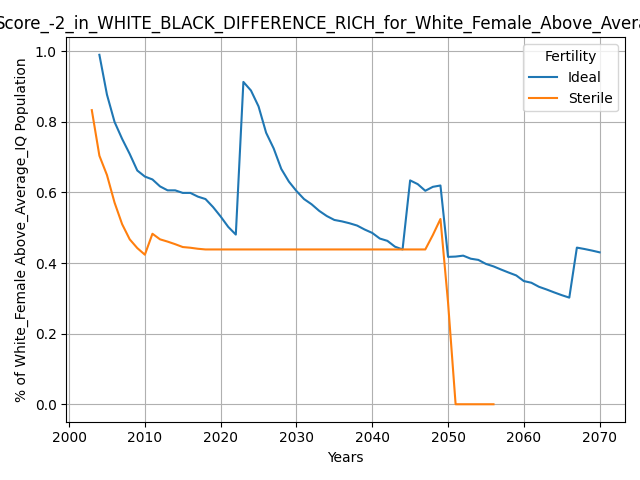 Score_-2_in_WHITE_BLACK_DIFFERENCE_RICH_for_White_Female_Above_Avera
% of White_Female Above_Average_IQ Population
1.0
0.8
0.6
0.4
0.2
0.0
Fertility
Ideal
Sterile
2000 2010 2020 2030 2040 2050 2060 2070
Years